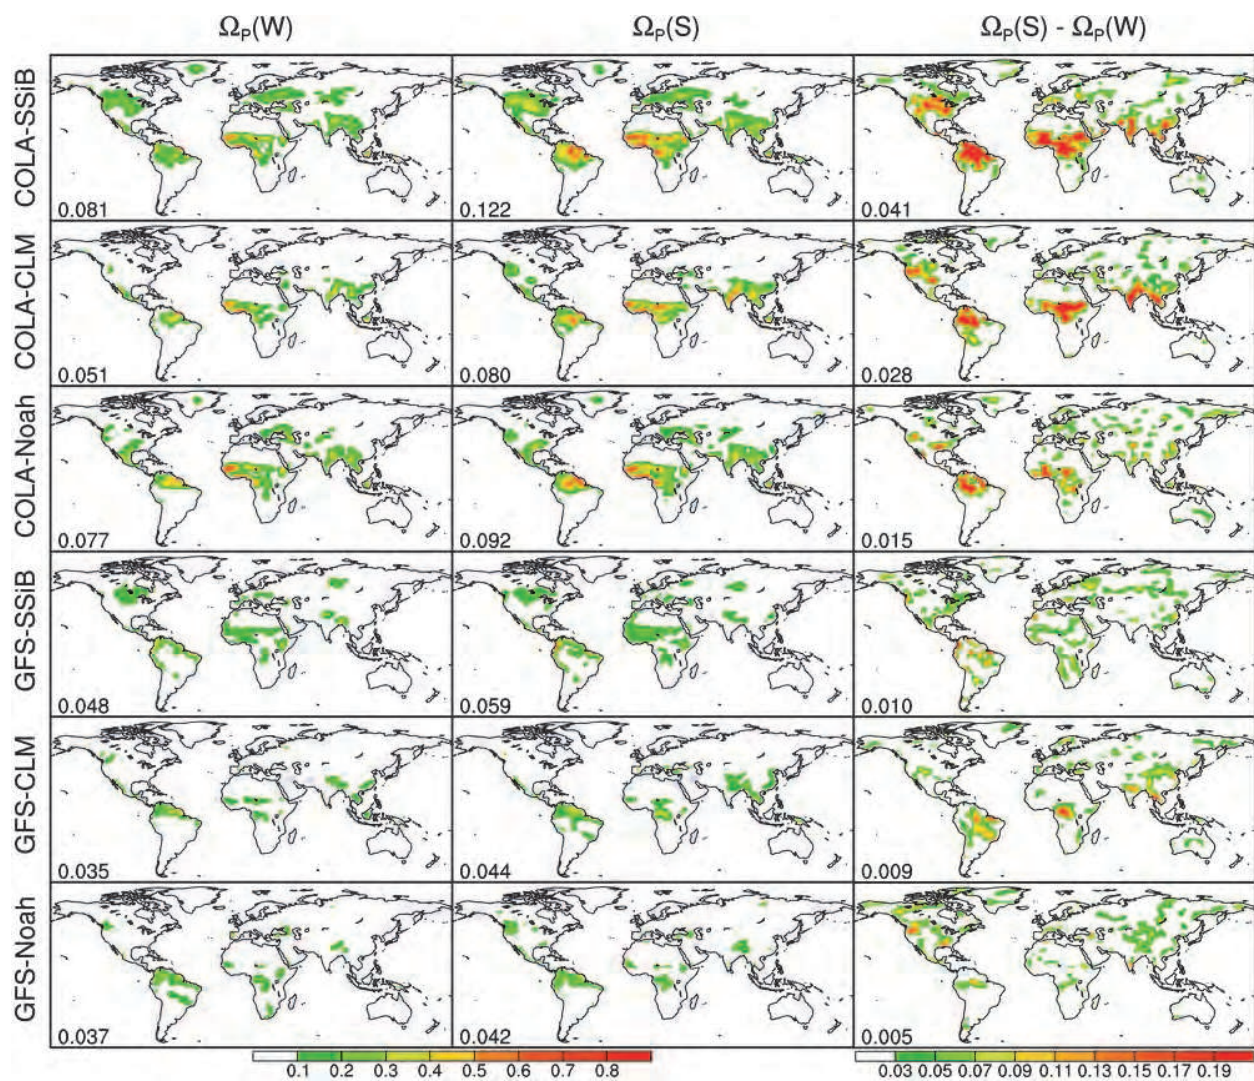 Ω_P(W) Ω_P(S) Ω_P(S) - Ω_P(W)
COLA-SSiB
0.081 0.122 0.041
COLA-CLM
0.051 0.080 0.028
COLA-Noah
0.077 0.092 0.015
GFS-SSiB
0.048 0.059 0.010
GFS-CLM
0.035 0.044 0.009
GFS-Noah
0.037 0.042 0.005
0.1 0.2 0.3 0.4 0.5 0.6 0.7 0.8
0.03 0.05 0.07 0.09 0.11 0.13 0.15 0.17 0.19